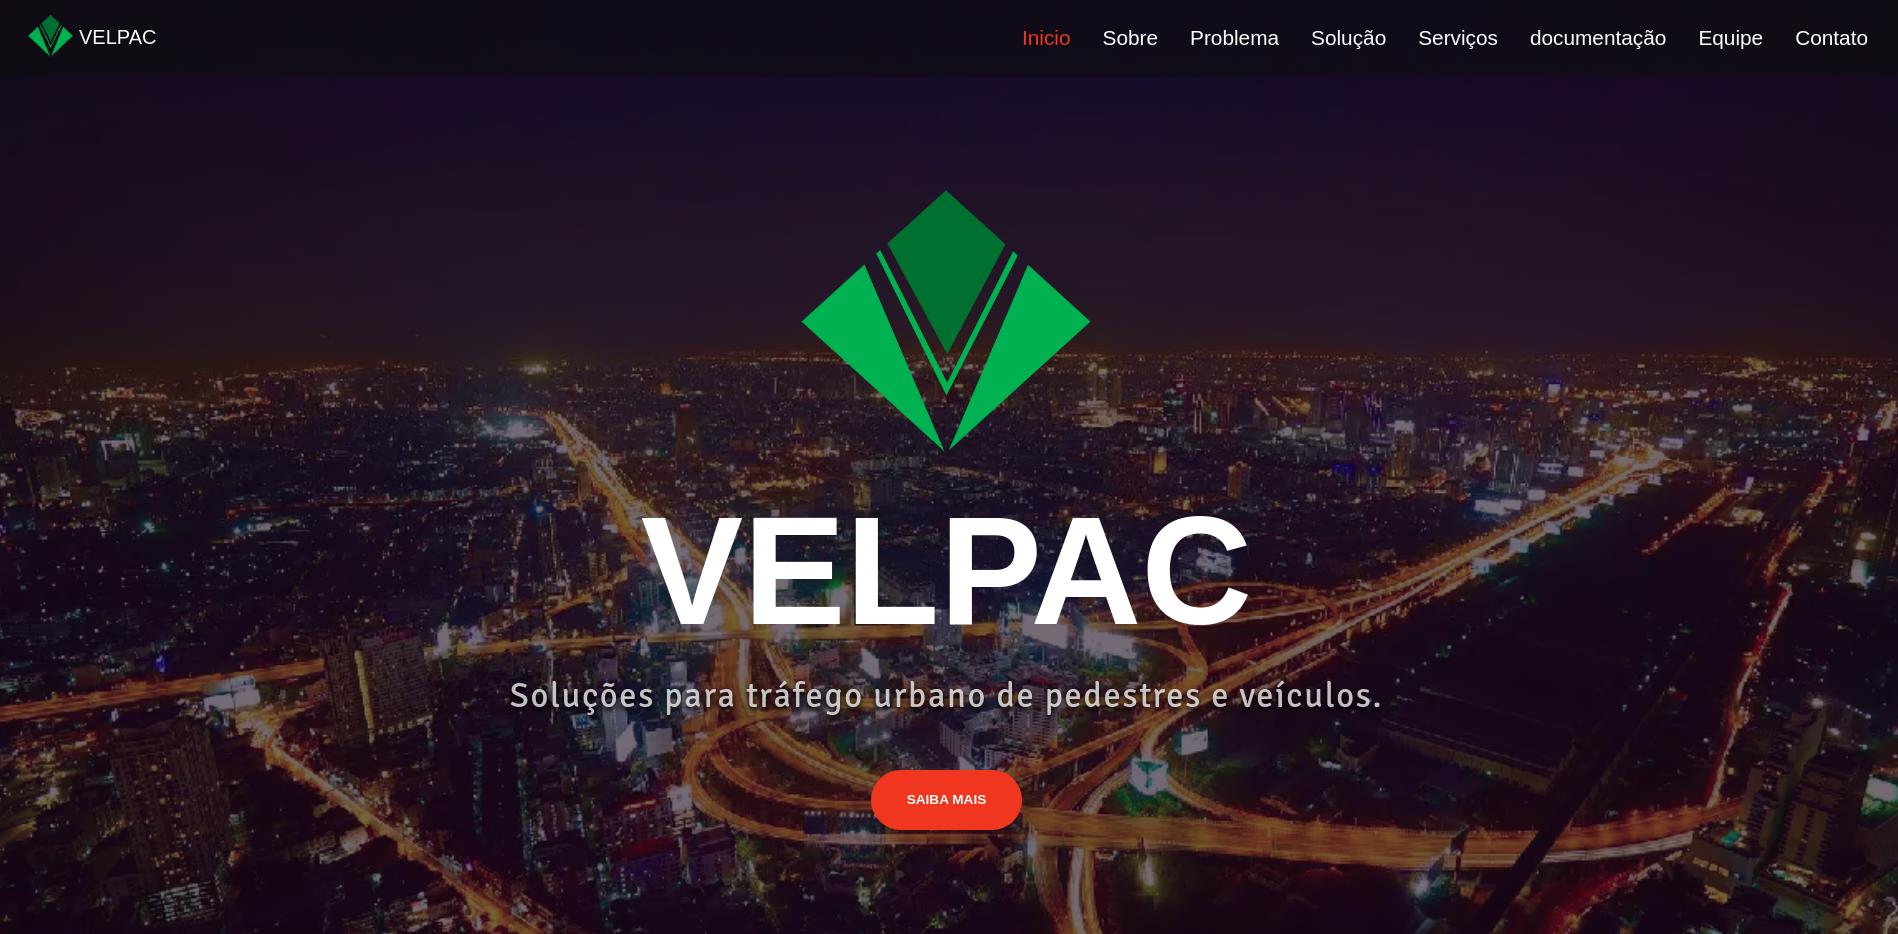 VELPAC
Inicio Sobre Problema Solução Serviços documentação Equipe Contato
VELPAC
Soluções para tráfego urbano de pedestres e veículos.
SAIBA MAIS